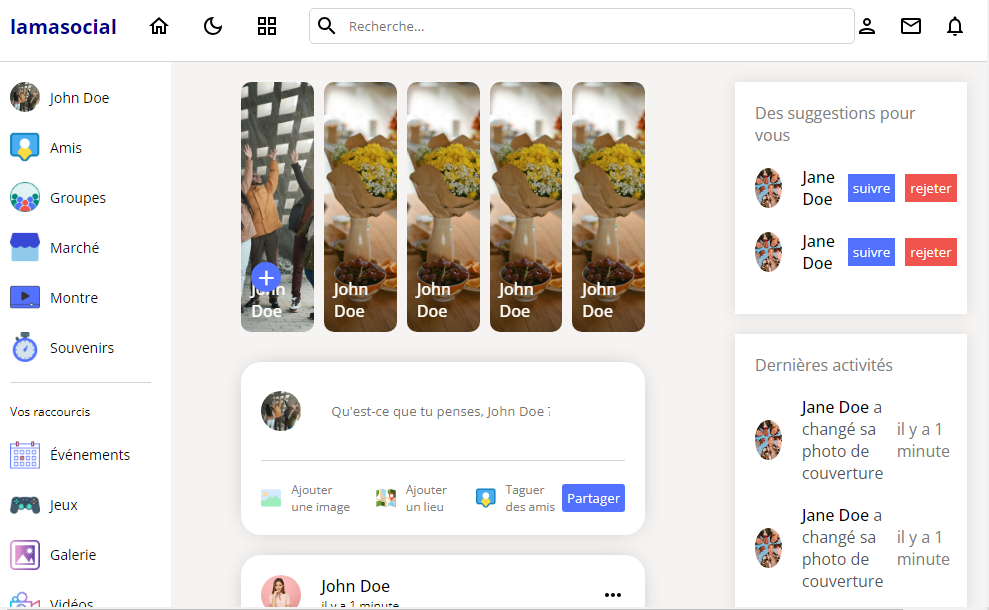 lamasocial
Recherche...
John Doe
Amis
Groupes
Marché
Montre
Souvenirs
Vos raccourcis
Événements
Jeux
Galerie
Vidéos
John
Doe
John
Doe
John
Doe
John
Doe
John
Doe
Qu'est-ce que tu penses, John Doe ?
Ajouter
une image
Ajouter
un lieu
Taguer
des amis
Partager
John Doe
il y a 1 minute
Des suggestions pour
vous
Jane
Doe
suivre
rejeter
Jane
Doe
suivre
rejeter
Dernières activités
Jane Doe a
changé sa
photo de
couverture
il y a 1
minute
Jane Doe a
changé sa
photo de
couverture
il y a 1
minute